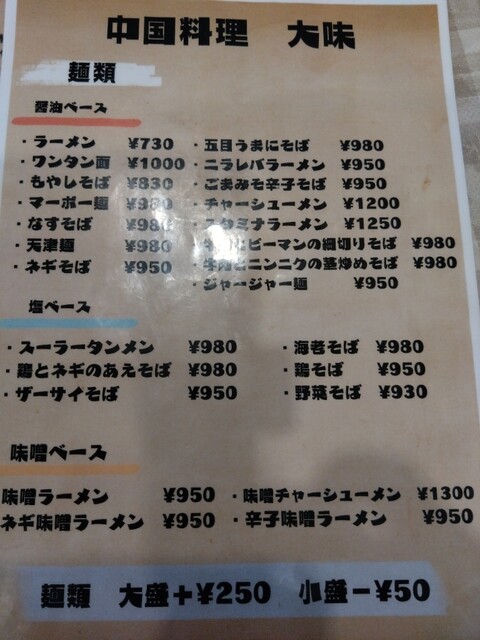 中国料理 大味
麺類
醤油ベース
・ラーメン ¥730
・ワンタン面 ¥1000
・もやしそば ¥830
・マーボー麺
・なすそば ¥980
・天津麺 ¥980
・ネギそば ¥950
・五目うまにそば ¥980
・ニラレバラーメン ¥950
・ごまみそ辛子そば ¥950
・チャーシューメン ¥1200
・スタミナラーメン ¥1250
とピーマンの細切りそば ¥980
・牛肉とニンニクの茎炒めそば ¥980
・ジャージャー麺 ¥950
塩ベース
・スーラータンメン ¥980
・鶏とネギのあえそば ¥980
・ザーサイそば ¥950
・海老そば ¥980
・鶏そば ¥950
・野菜そば ¥930
味噌ベース
味噌ラーメン ¥950
ネギ味噌ラーメン ¥950
・味噌チャーシューメン ¥1300
・辛子味噌ラーメン ¥950
麺類 大盛+¥250 小盛-¥50